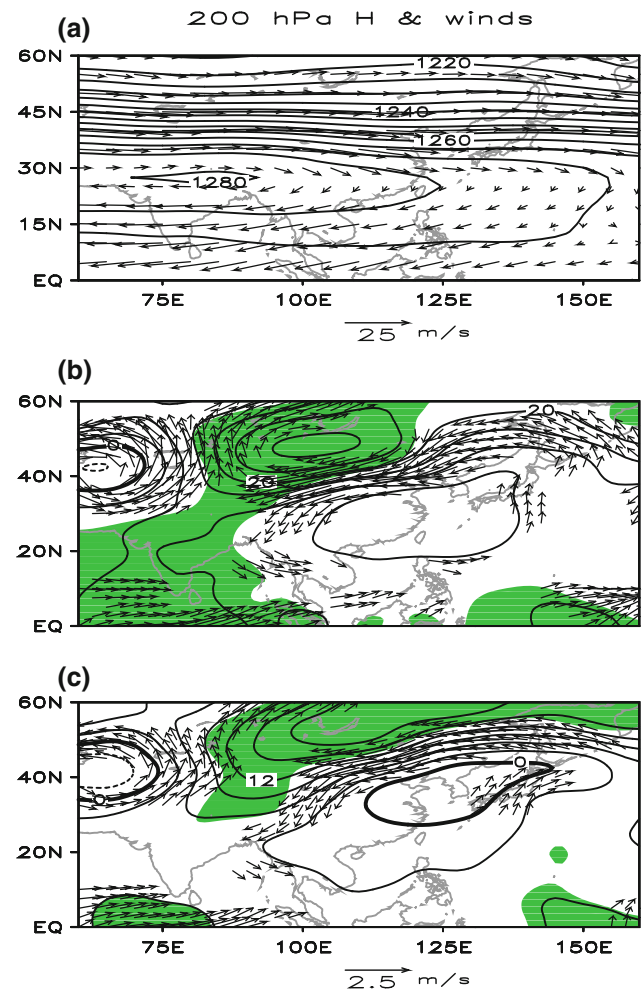 200 hPa H & winds
(a)
60N
1220
45N
1240
1260
30N
1280
15N
EQ
75E 100E 125E 150E
25 m/s
(b)
60N
20
0
40N
20
20N
EQ
(c)
60N
0
40N
12
0
20N
EQ
75E 100E 125E 150E
2.5 m/s